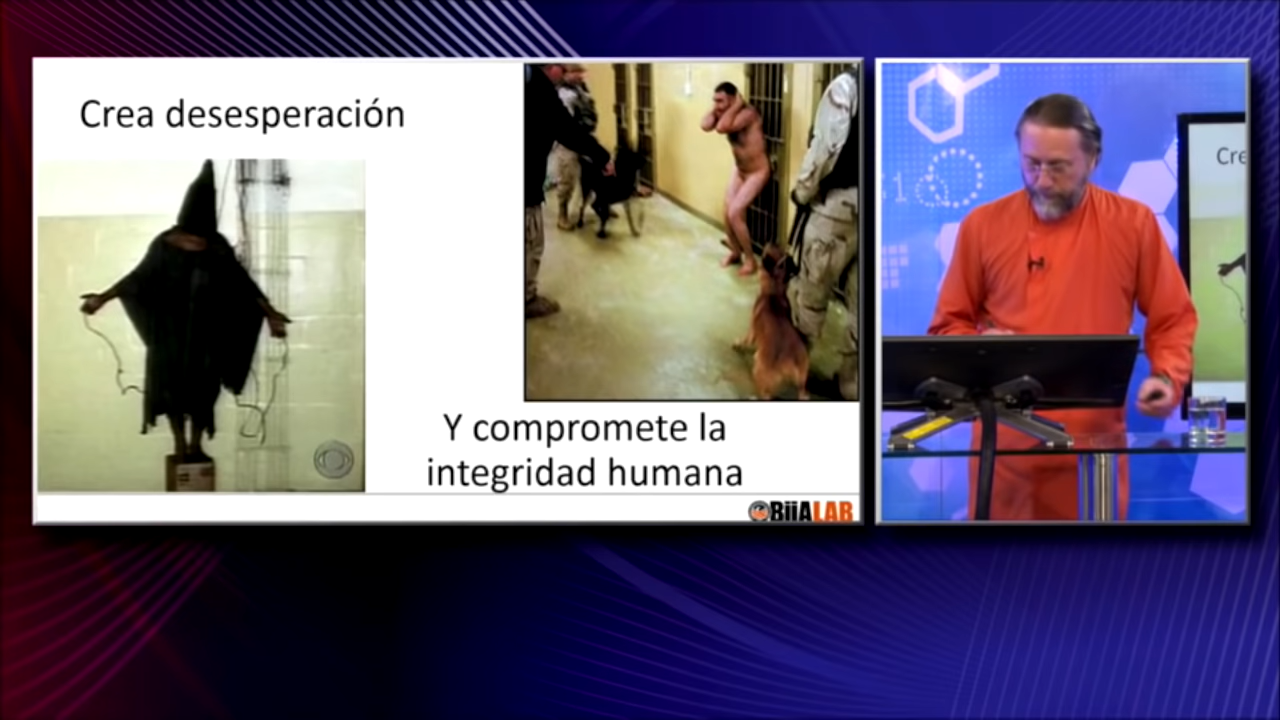 Crea desesperación
Y compromete la
integridad humana
BiiALAB
Cre